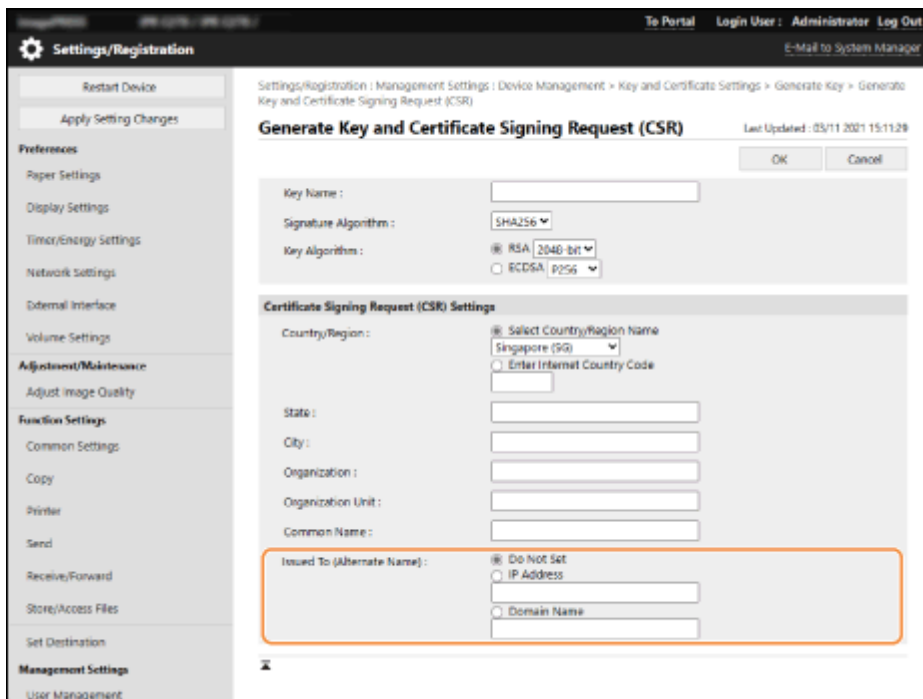 To Portal Login User : Administrator Log Out
Settings/Registration
E-Mail to System Manager
Restart Device
Apply Setting Changes
Preferences
Paper Settings
Display Settings
Timer/Energy Settings
Network Settings
External Interface
Volume Settings
Adjustment/Maintenance
Adjust Image Quality
Function Settings
Common Settings
Copy
Printer
Send
Receive/Forward
Store/Access Files
Set Destination
Management Settings
User Management
Settings/Registration : Management Settings : Device Management > Key and Certificate Settings > Generate Key > Generate
Key and Certificate Signing Request (CSR)
Generate Key and Certificate Signing Request (CSR)
Last Updated : 03/11 2021 15:11:29
OK Cancel
Key Name :
Signature Algorithm : SHA256
Key Algorithm : RSA 2048-bit
ECDSA P256
Certificate Signing Request (CSR) Settings
Country/Region : Select Country/Region Name
Singapore (SG)
Enter Internet Country Code
State :
City :
Organization :
Organization Unit :
Common Name :
Issued To (Alternate Name) : Do Not Set
IP Address
Domain Name